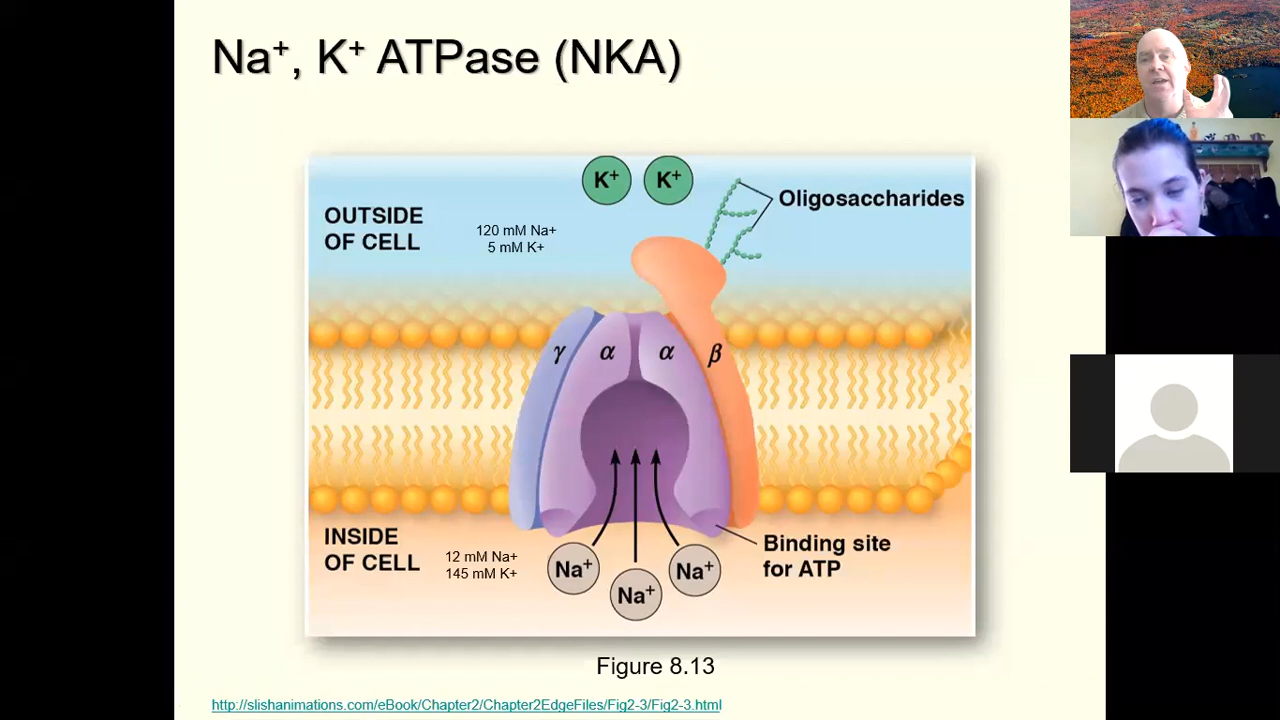 Na⁺, K⁺ ATPase (NKA)
K⁺ K⁺
Oligosaccharides
OUTSIDE
OF CELL
120 mM Na+
5 mM K+
γ α α β
INSIDE
OF CELL
12 mM Na+
145 mM K+
Na⁺ Na⁺ Na⁺
Binding site
for ATP
Figure 8.13
http://slishanimations.com/eBook/Chapter2/Chapter2EdgeFiles/Fig2-3/Fig2-3.html